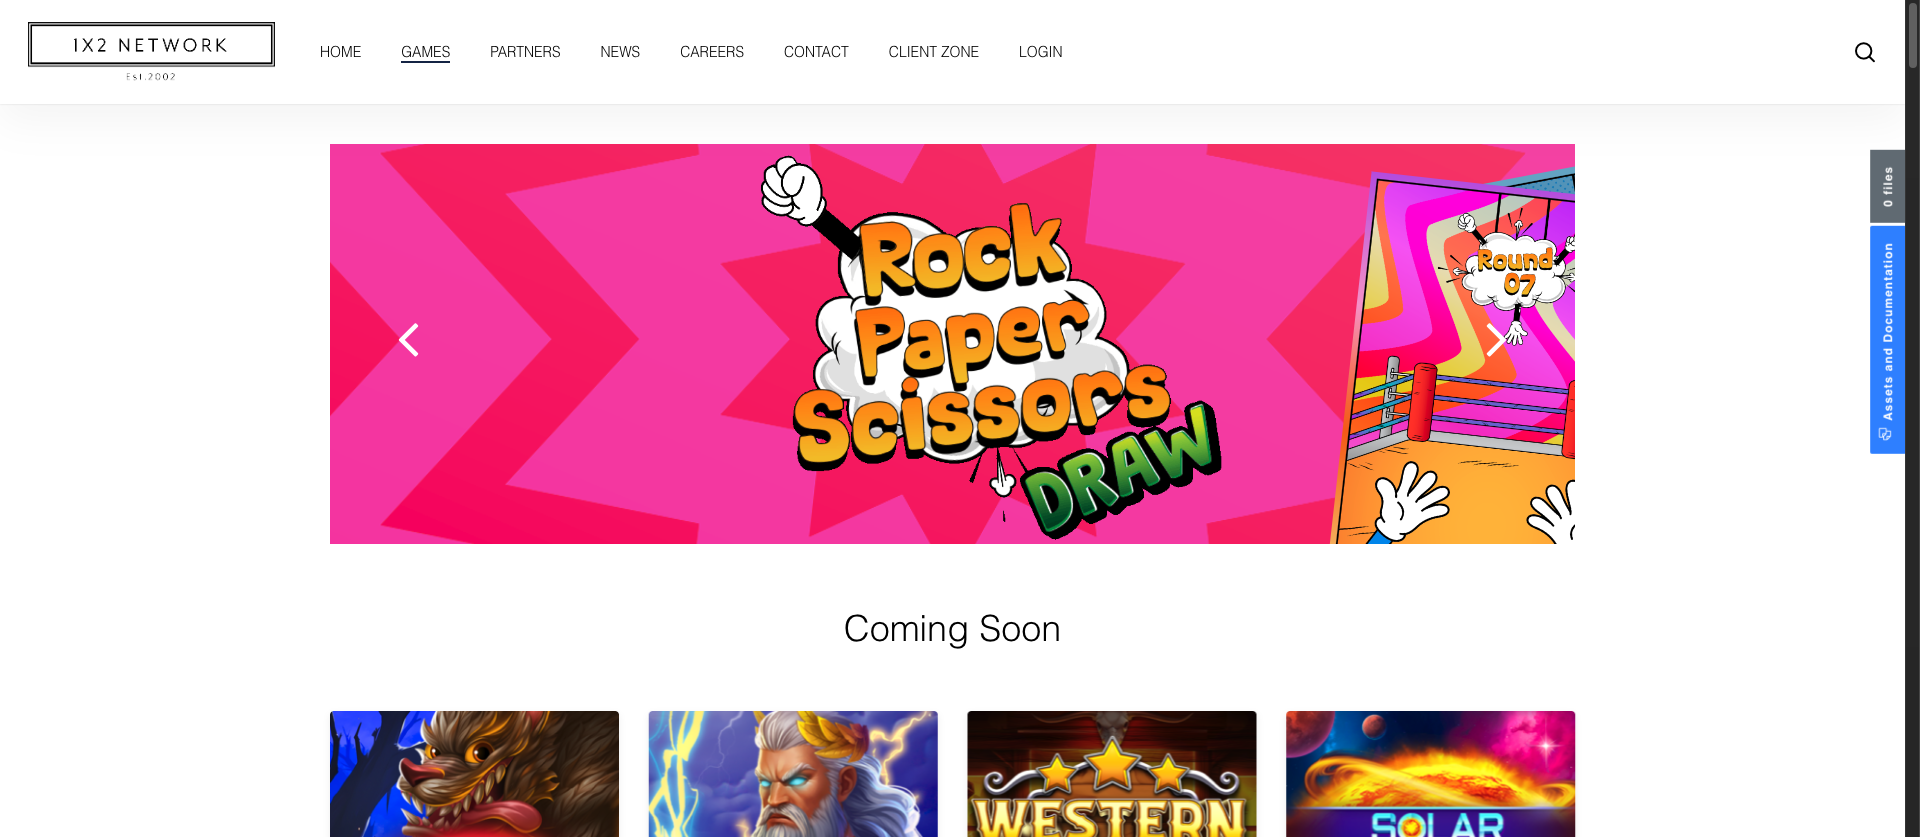 1X2 NETWORK
Est.2002
HOME
GAMES
PARTNERS
NEWS
CAREERS
CONTACT
CLIENT ZONE
LOGIN
0 files
Assets and Documentation
Rock
Paper
Scissors
DRAW
Round
07
Coming Soon
WESTERN
SOLAR